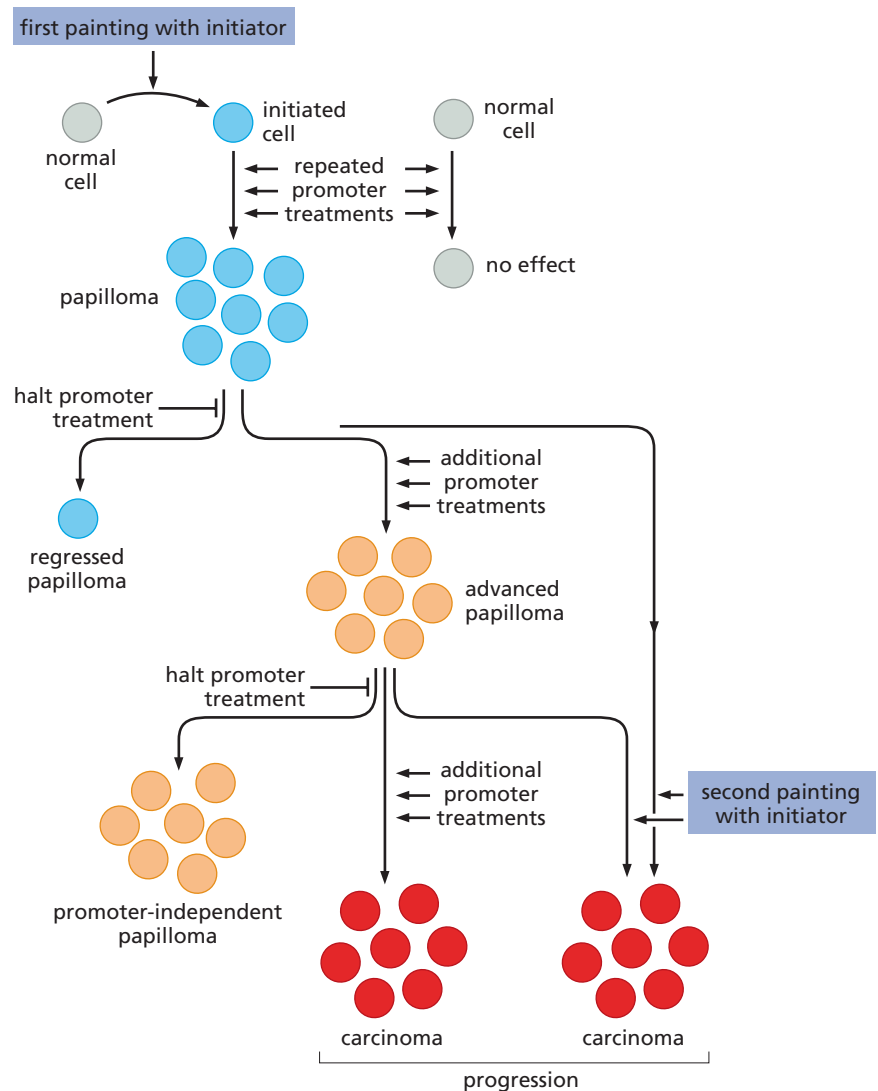 first painting with initiator
initiated
cell
normal
cell
normal
cell
repeated
promoter
treatments
no effect
papilloma
halt promoter
treatment
additional
promoter
treatments
regressed
papilloma
advanced
papilloma
halt promoter
treatment
additional
promoter
treatments
second painting
with initiator
promoter-independent
papilloma
carcinoma
carcinoma
progression